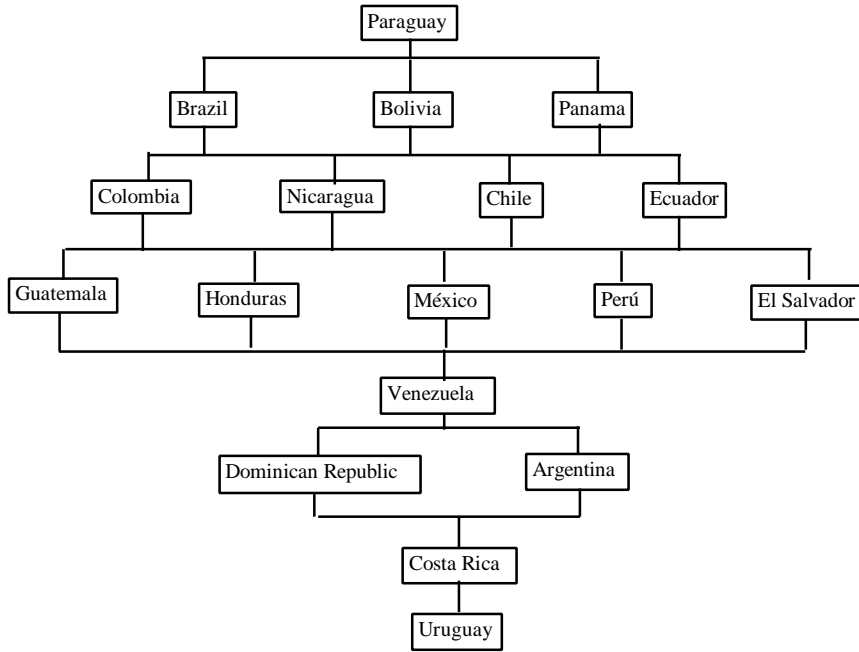 Paraguay
Brazil
Bolivia
Panama
Colombia
Nicaragua
Chile
Ecuador
Guatemala
Honduras
México
Perú
El Salvador
Venezuela
Dominican Republic
Argentina
Costa Rica
Uruguay